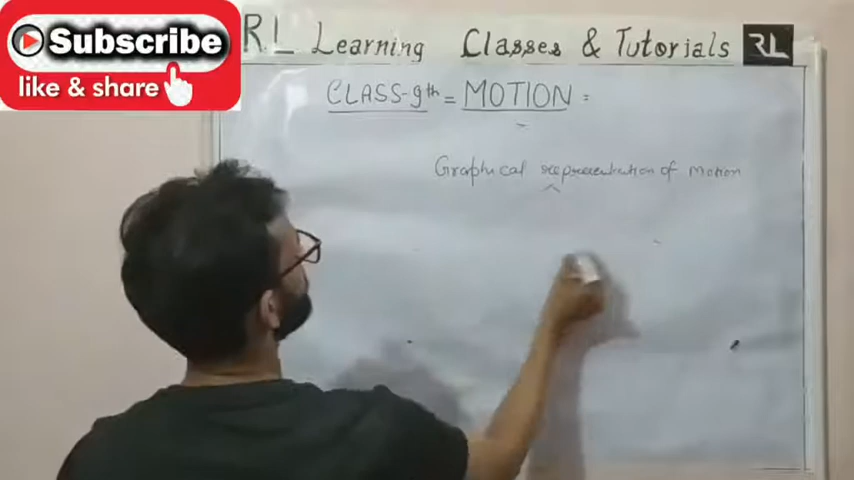 Subscribe
like & share
RL Learning Classes & Tutorials RL
CLASS-9th = MOTION =
Graphical representation of Motion